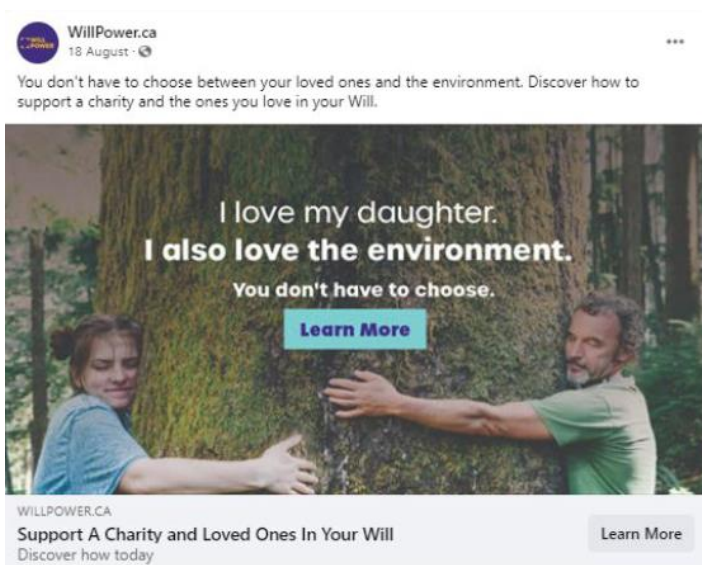 WILL
POWER
WillPower.ca
18 August ·
You don't have to choose between your loved ones and the environment. Discover how to
support a charity and the ones you love in your Will.
I love my daughter.
I also love the environment.
You don't have to choose.
Learn More
WILLPOWER.CA
Support A Charity and Loved Ones In Your Will
Learn More
Discover how today